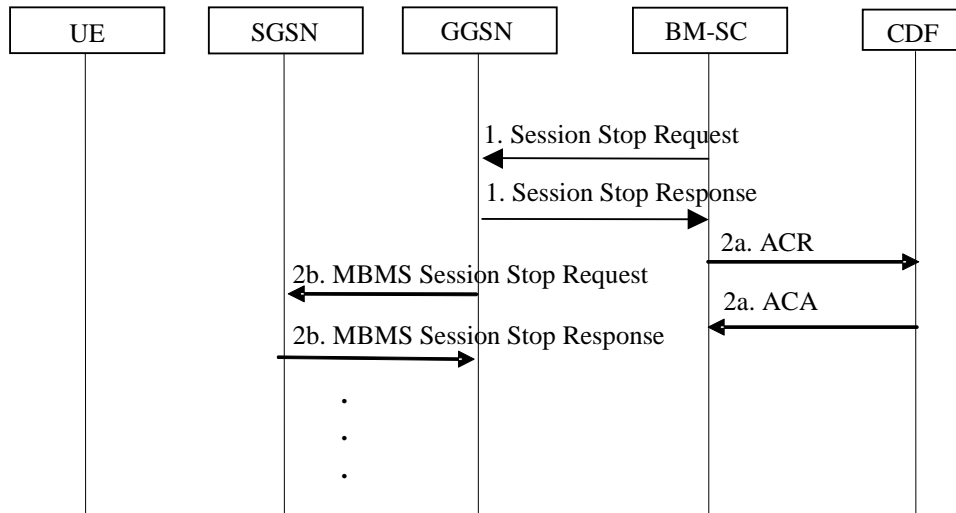 UE
SGSN
GGSN
BM-SC
CDF
1. Session Stop Request
1. Session Stop Response
2a. ACR
2b. MBMS Session Stop Request
2a. ACA
2b. MBMS Session Stop Response